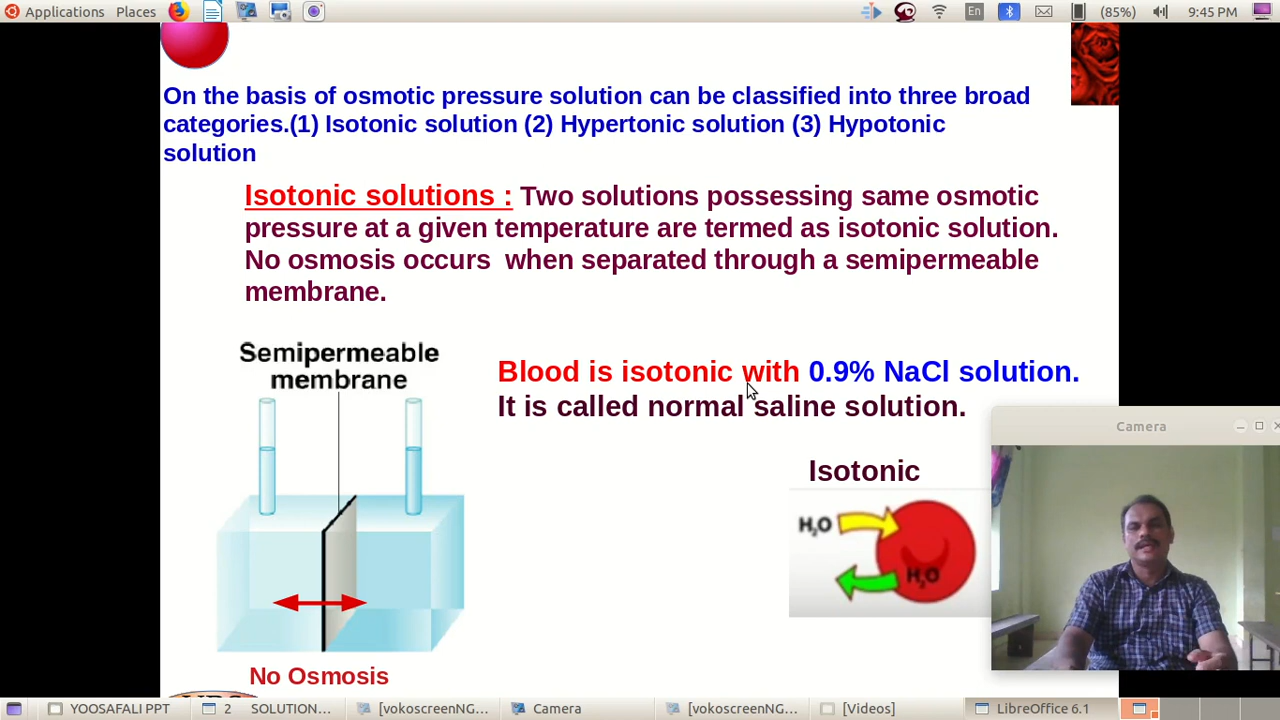 Applications Places En (85%) 9:45 PM
On the basis of osmotic pressure solution can be classified into three broad
categories.(1) Isotonic solution (2) Hypertonic solution (3) Hypotonic
solution
Isotonic solutions : Two solutions possessing same osmotic
pressure at a given temperature are termed as isotonic solution.
No osmosis occurs when separated through a semipermeable
membrane.
Semipermeable
membrane
Blood is isotonic with 0.9% NaCl solution.
It is called normal saline solution.
Camera
Isotonic
H₂O
H₂O
No Osmosis
YOOSAFALI PPT 2 SOLUTION... [vokoscreenNG... Camera [vokoscreenNG... [Videos] LibreOffice 6.1